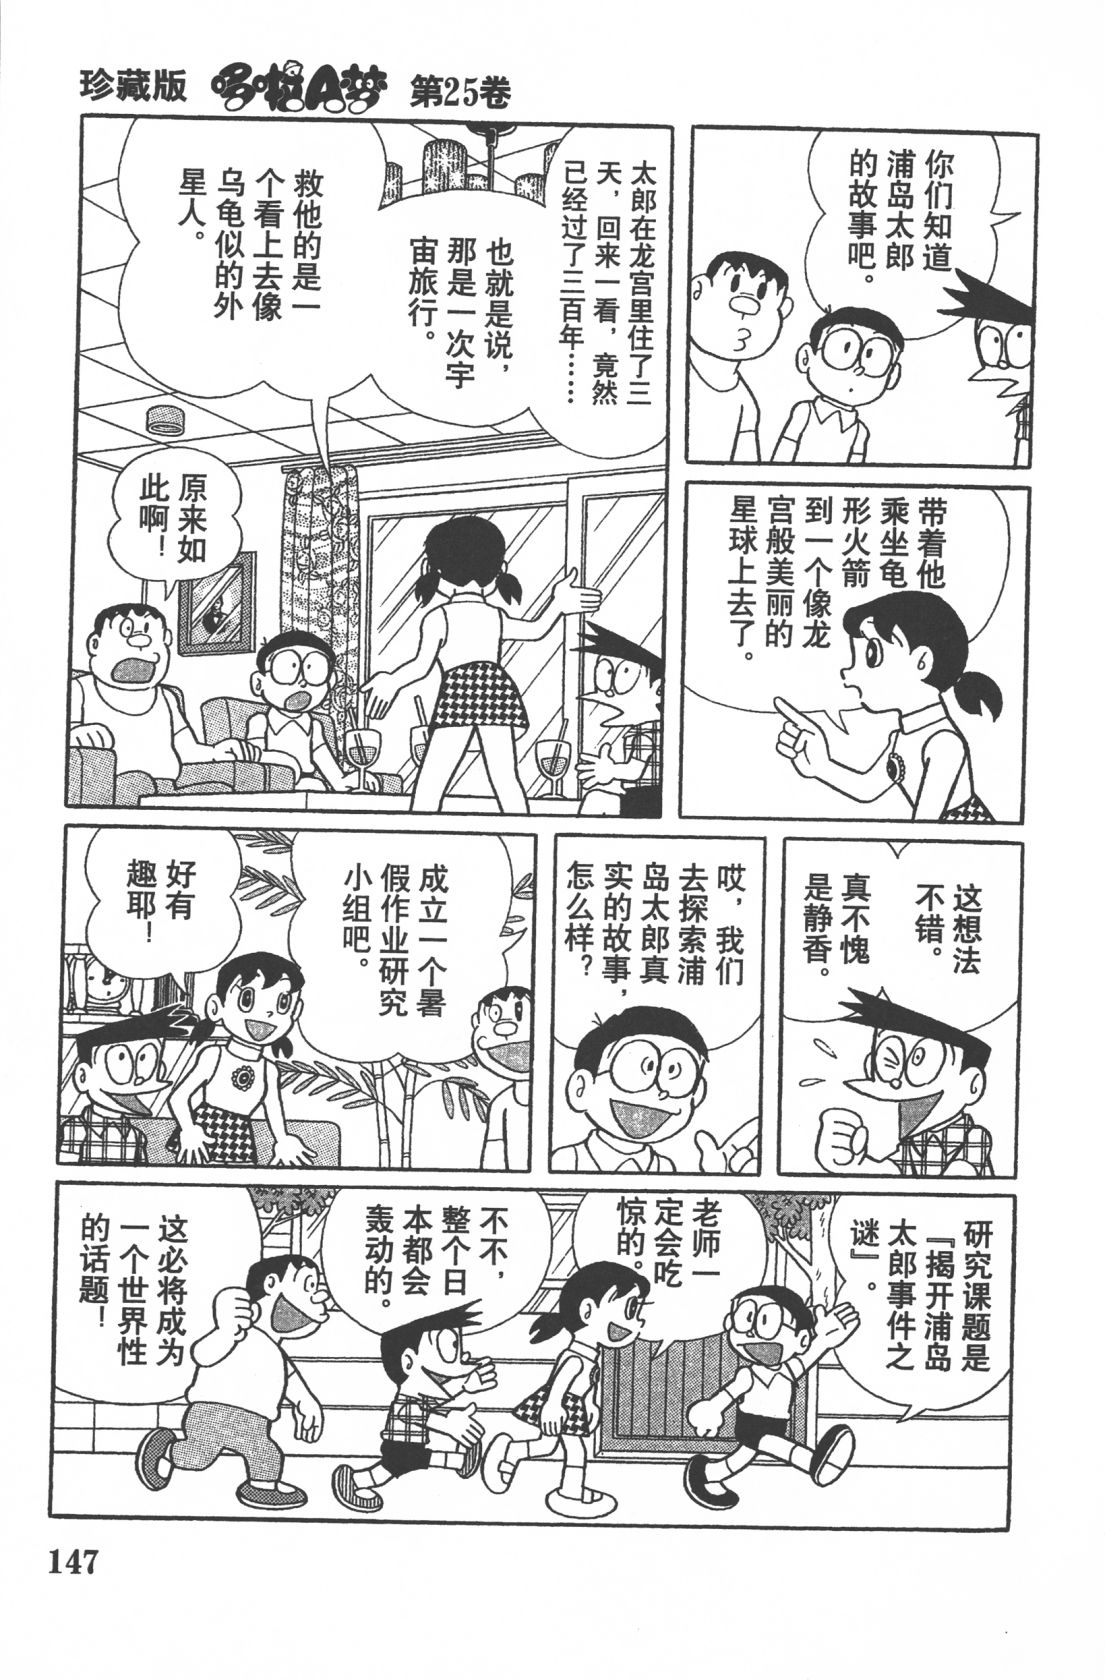 珍藏版 哆啦A梦 第25卷
你们知道
浦岛太郎
的故事吧。
带着他
乘坐龟
形火箭
到一个像龙
宫般美丽的
星球上去了。
太郎在龙宫里住了三
天，回来一看，竟然
已经过了三百年……
也就是说，
那是一次宇
宙旅行。
救他的是一
个看上去像
乌龟似的外
星人。
原来如
此啊！
这想法
不错。
真不愧
是静香。
哎，我们
去探索浦
岛太郎真
实的故事，
怎么样？
成立一个暑
假作业研究
小组吧。
好有
趣耶！
研究课题是
『揭开浦岛
太郎事件之
谜』。
老师一
定会吃
惊的。
不不，
整个日
本都会
轰动的。
这必将成为
一个世界性
的话题！
147